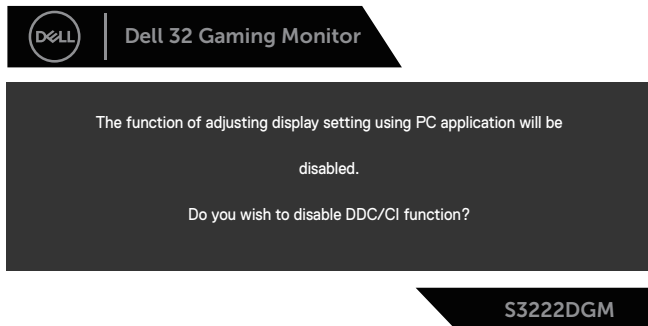 DELL
Dell 32 Gaming Monitor
The function of adjusting display setting using PC application will be
disabled.
Do you wish to disable DDC/CI function?
S3222DGM